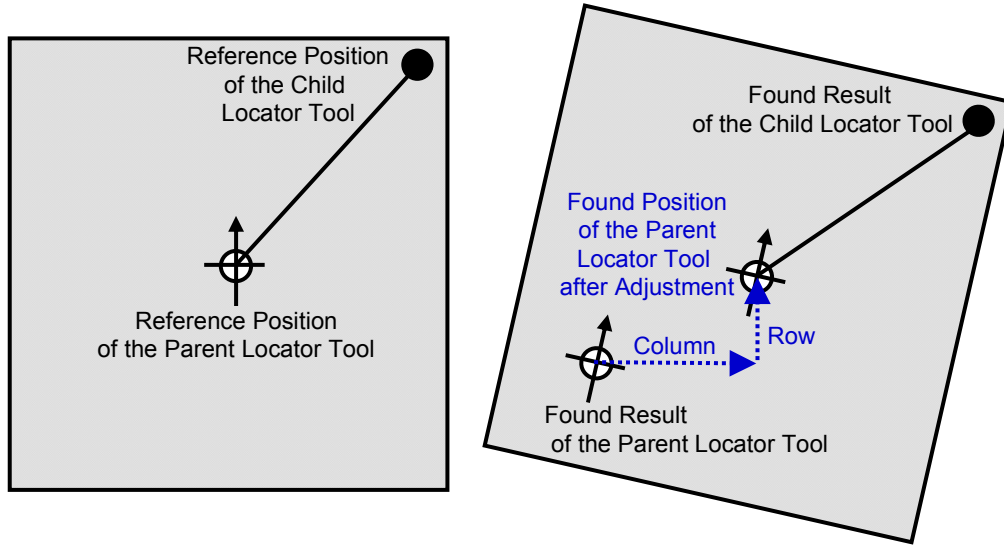 Reference Position
of the Child
Locator Tool
Reference Position
of the Parent Locator Tool
Found Result
of the Child Locator Tool
Found Position
of the Parent
Locator Tool
after Adjustment
Column
Row
Found Result
of the Parent Locator Tool